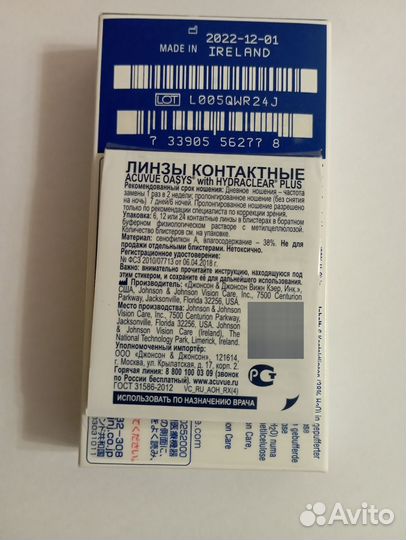 2022-12-01
MADE IN IRELAND
LOT L005QWR24J
7 33905 56277 8
ЛИНЗЫ КОНТАКТНЫЕ
ACUVUE OASYS® with HYDRACLEAR® PLUS
Рекомендованный срок ношения: Дневное ношение – частота
замены 1 раз в 2 недели; пролонгированное ношение (без снятия
на ночь) 7 дней/6 ночей. Пролонгированное ношение разрешено
только по рекомендации специалиста по коррекции зрения.
Упаковка: 6, 12 или 24 контактные линзы в блистерах в боратном
буферном физиологическом растворе с метилцеллюлозой.
Количество блистеров см. на упаковке.
Материал: сенофилкон А, влагосодержание – 38%. Не для
продажи отдельными блистерами. Нетоксично.
Регистрационное удостоверение:
№ ФСЗ 2010/07713 от 06.04.2018 г.
Важно: внимательно прочитайте инструкцию, находящуюся под
этим стикером, и сохраните её для дальнейшего использования.
Производитель: «Джонсон & Джонсон Вижн Кэр, Инк.»,
США, Johnson & Johnson Vision Care, Inc., 7500 Centurion
Parkway, Jacksonville, Florida 32256, USA.
Место производства: Johnson & Johnson
Vision Care, Inc., 7500 Centurion Parkway,
Jacksonville, Florida 32256, USA, Johnson
& Johnson Vision Care (Ireland), The
National Technology Park, Limerick, Ireland.
Уполномоченный импортёр:
ООО «Джонсон & Джонсон», 121614,
г. Москва, ул. Крылатская, д. 17, корп. 2.
Горячая линия: 8 800 100 03 09 (звонок по
России бесплатный). www.acuvue.ru
ГОСТ 31586-2012 VC_RU_AOH_RX(4)
ИСПОЛЬЗОВАТЬ ПО НАЗНАЧЕНИЮ ВРАЧА
Avito